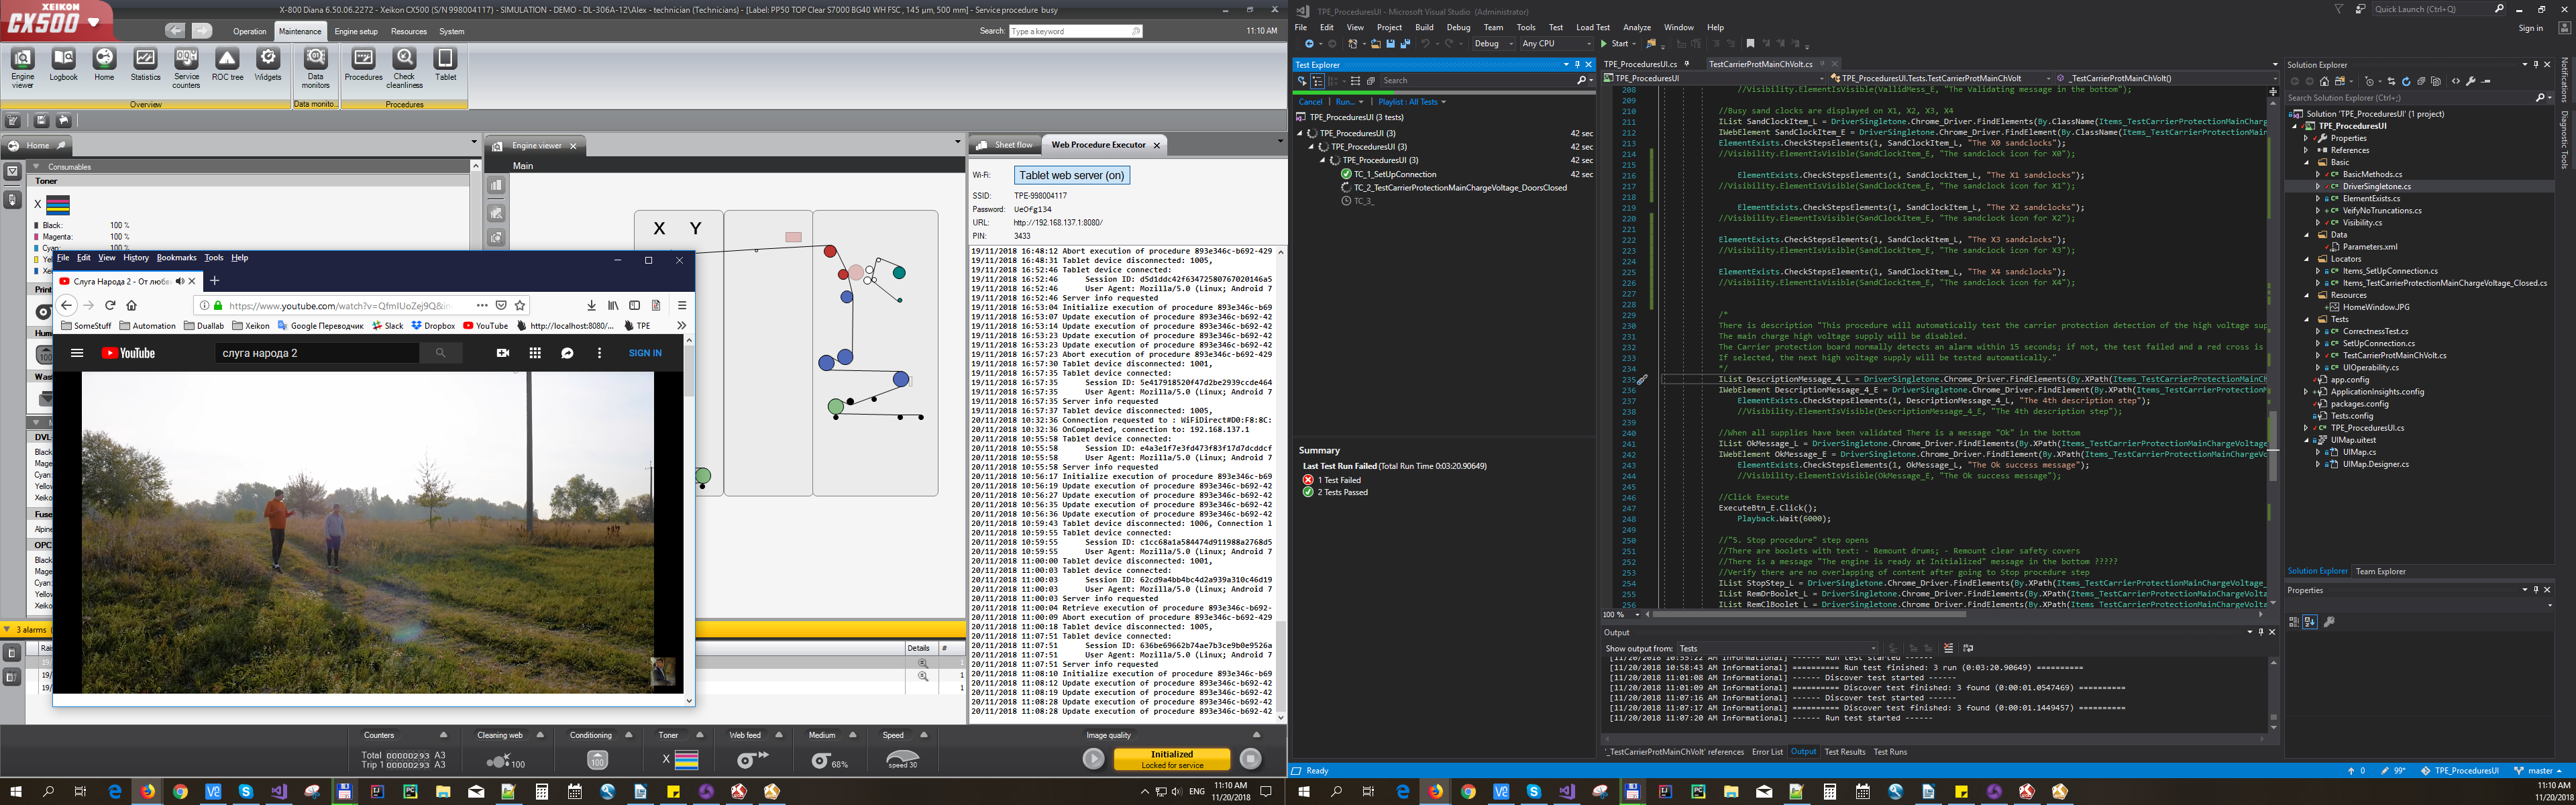 XEIKON
CX500
X-800 Diana 6.50.06.2272 - Xeikon CX500 (S/N 998004117) - SIMULATION - DEMO - DL-306A-12\Alex - technician (Technicians) - [Label: PP50 TOP Clear S7000 BG40 WH FSC , 145 µm, 500 mm] - Service procedure busy
Operation Maintenance Engine setup Resources System
Search: Type a keyword 11:10 AM
Engine viewer
Logbook
Home
Statistics
Service counters
ROC tree
Widgets
Data monitors
Procedures
Check cleanliness
Tablet
Overview
Data monito...
Procedures
Home
Consumables
Toner
X
Black: 100 %
Magenta: 100 %
Cyan: 100 %
Engine viewer
Main
X Y
Sheet flow
Web Procedure Executor
Wi-Fi: Tablet web server (on)
SSID: TPE-998004117
Password: UeOfg134
URL: http://192.168.137.1:8080/
PIN: 3433
19/11/2018 16:48:12 Abort execution of procedure 893e346c-b692-429
19/11/2018 16:48:31 Tablet device disconnected: 1005,
19/11/2018 16:52:46 Tablet device connected:
19/11/2018 16:52:46 Session ID: d5d1ddc42f63472580767020146a5
19/11/2018 16:52:46 User Agent: Mozilla/5.0 (Linux; Android 7
19/11/2018 16:52:46 Server info requested
19/11/2018 16:53:04 Initialize execution of procedure 893e346c-b69
19/11/2018 16:53:07 Update execution of procedure 893e346c-b692-42
19/11/2018 16:53:14 Update execution of procedure 893e346c-b692-42
19/11/2018 16:53:23 Update execution of procedure 893e346c-b692-42
19/11/2018 16:53:23 Update execution of procedure 893e346c-b692-42
19/11/2018 16:57:23 Abort execution of procedure 893e346c-b692-429
19/11/2018 16:57:30 Tablet device disconnected: 1001,
19/11/2018 16:57:35 Tablet device connected:
19/11/2018 16:57:35 Session ID: 5e417918520f47d2be2939ccde464
19/11/2018 16:57:35 User Agent: Mozilla/5.0 (Linux; Android 7
19/11/2018 16:57:35 Server info requested
19/11/2018 16:57:37 Tablet device disconnected: 1005,
20/11/2018 10:32:36 Connection requested to : WiFiDirect#D0:F8:8C:
20/11/2018 10:32:36 OnCompleted, connection to: 192.168.137.1
20/11/2018 10:55:58 Tablet device connected:
20/11/2018 10:55:58 Session ID: e4a3e1f7e3fd473f83f17d7dcddcf
20/11/2018 10:55:58 User Agent: Mozilla/5.0 (Linux; Android 7
20/11/2018 10:55:58 Server info requested
20/11/2018 10:56:17 Initialize execution of procedure 893e346c-b69
20/11/2018 10:56:19 Update execution of procedure 893e346c-b692-42
20/11/2018 10:56:27 Update execution of procedure 893e346c-b692-42
20/11/2018 10:56:35 Update execution of procedure 893e346c-b692-42
20/11/2018 10:56:36 Update execution of procedure 893e346c-b692-42
20/11/2018 10:59:43 Tablet device disconnected: 1006, Connection 1
20/11/2018 10:59:55 Tablet device connected:
20/11/2018 10:59:55 Session ID: c1cc68a1a584474d911988a2768d5
20/11/2018 10:59:55 User Agent: Mozilla/5.0 (Linux; Android 7
20/11/2018 11:00:00 Tablet device disconnected: 1001,
20/11/2018 11:00:03 Tablet device connected:
20/11/2018 11:00:03 Session ID: 62cd9a4bb4bc4d2a939a310c46d19
20/11/2018 11:00:03 User Agent: Mozilla/5.0 (Linux; Android 7
20/11/2018 11:00:03 Server info requested
20/11/2018 11:00:04 Retrieve execution of procedure 893e346c-b692-
20/11/2018 11:00:09 Abort execution of procedure 893e346c-b692-429
20/11/2018 11:00:18 Tablet device disconnected: 1005,
20/11/2018 11:07:51 Tablet device connected:
20/11/2018 11:07:51 Session ID: 636be69662b74ae7b3ce9b0e9526a
20/11/2018 11:07:51 User Agent: Mozilla/5.0 (Linux; Android 7
20/11/2018 11:07:51 Server info requested
20/11/2018 11:08:10 Initialize execution of procedure 893e346c-b69
20/11/2018 11:08:12 Update execution of procedure 893e346c-b692-42
20/11/2018 11:08:19 Update execution of procedure 893e346c-b692-42
20/11/2018 11:08:28 Update execution of procedure 893e346c-b692-42
20/11/2018 11:08:28 Update execution of procedure 893e346c-b692-42
File Edit View History Bookmarks Tools Help
Слуга Народа 2 - От любв
https://www.youtube.com/watch?v=QfmIUoZej9Q&in
SomeStuff Automation Duallab Xeikon Google Переводчик Slack Dropbox YouTube http://localhost:8080/... TPE
YouTube слуга народа 2 SIGN IN
3 alarms
Details #
Counters Cleaning web Conditioning Toner Web feed Medium Speed Image quality
Total 00000293 A3
Trip 1 00000293 A3
100
100
X
68%
speed 30
Initialized
Locked for service
ENG 11:10 AM
11/20/2018
TPE_ProceduresUI - Microsoft Visual Studio (Administrator)
Quick Launch (Ctrl+Q)
File Edit View Project Build Debug Team Tools Test Analyze Window Help
Sign in
Debug Any CPU Start
Test Explorer
Search
Cancel Run... Playlist : All Tests
TPE_ProceduresUI (3 tests)
TPE_ProceduresUI (3) 42 sec
TPE_ProceduresUI (3) 42 sec
TPE_ProceduresUI (3) 42 sec
TC_1_SetUpConnection 42 sec
TC_2_TestCarrierProtectionMainChargeVoltage_DoorsClosed
TC_3_
Summary
Last Test Run Failed (Total Run Time 0:03:20.90649)
1 Test Failed
2 Tests Passed
TPE_ProceduresUI.cs TestCarrierProtMainChVolt.cs
TPE_ProceduresUI TPE_ProceduresUI.Tests.TestCarrierProtMainChVolt _TestCarrierProtMainChVolt()
208 //Visibility.ElementIsVisible(VallidMess_E, "The Validating message in the bottom");
209
210 //Busy sand clocks are displayed on X1, X2, X3, X4
211 IList SandClockItem_L = DriverSingletone.Chrome_Driver.FindElements(By.ClassName(Items_TestCarrierProtectionMainCharg
212 IWebElement SandClockItem_E = DriverSingletone.Chrome_Driver.FindElement(By.ClassName(Items_TestCarrierProtectionMain
213 ElementExists.CheckStepsElements(1, SandClockItem_L, "The X0 sandclocks");
214 //Visibility.ElementIsVisible(SandClockItem_E, "The sandclock icon for X0");
215
216 ElementExists.CheckStepsElements(1, SandClockItem_L, "The X1 sandclocks");
217 //Visibility.ElementIsVisible(SandClockItem_E, "The sandclock icon for X1");
218
219 ElementExists.CheckStepsElements(1, SandClockItem_L, "The X2 sandclocks");
220 //Visibility.ElementIsVisible(SandClockItem_E, "The sandclock icon for X2");
221
222 ElementExists.CheckStepsElements(1, SandClockItem_L, "The X3 sandclocks");
223 //Visibility.ElementIsVisible(SandClockItem_E, "The sandclock icon for X3");
224
225 ElementExists.CheckStepsElements(1, SandClockItem_L, "The X4 sandclocks");
226 //Visibility.ElementIsVisible(SandClockItem_E, "The sandclock icon for X4");
227
228
229 /*
230 There is description "This procedure will automatically test the carrier protection detection of the high voltage sup
231 The main charge high voltage supply will be disabled.
232 The Carrier protection board normally detects an alarm within 15 seconds; if not, the test failed and a red cross is
233 If selected, the next high voltage supply will be tested automatically."
234 */
235 IList DescriptionMessage_4_L = DriverSingletone.Chrome_Driver.FindElements(By.XPath(Items_TestCarrierProtectionMainCh
236 IWebElement DescriptionMessage_4_E = DriverSingletone.Chrome_Driver.FindElement(By.XPath(Items_TestCarrierProtectionM
237 ElementExists.CheckStepsElements(1, DescriptionMessage_4_L, "The 4th description step");
238 //Visibility.ElementIsVisible(DescriptionMessage_4_E, "The 4th description step");
239
240 //When all supplies have been validated There is a message "Ok" in the bottom
241 IList OkMessage_L = DriverSingletone.Chrome_Driver.FindElements(By.XPath(Items_TestCarrierProtectionMainChargeVoltage
242 IWebElement OkMessage_E = DriverSingletone.Chrome_Driver.FindElement(By.XPath(Items_TestCarrierProtectionMainChargeVo
243 ElementExists.CheckStepsElements(1, OkMessage_L, "The Ok success message");
244 //Visibility.ElementIsVisible(OkMessage_E, "The Ok success message");
245
246
247 //Click Execute
ExecuteBtn_E.Click();
248 Playback.Wait(6000);
249
250 //"5. Stop procedure" step opens
251 //There are boolets with text: - Remount drums; - Remount clear safety covers
252 //There is a message "The engine is ready at Initialized" message in the bottom ?????
253 //Verify there are no overlapping of content after going to Stop procedure step
254 IList StopStep_L = DriverSingletone.Chrome_Driver.FindElements(By.XPath(Items_TestCarrierProtectionMainChargeVoltage_
255 IList RemDrBoolet_L = DriverSingletone.Chrome_Driver.FindElements(By.XPath(Items_TestCarrierProtectionMainChargeVolta
256 IList RemClBoolet_L = DriverSingletone.Chrome_Driver.FindElements(By.XPath(Items_TestCarrierProtectionMainChargeVolta
100 %
Output
Show output from: Tests
[11/20/2018 10:55:22 AM Informational] ------ Run test started ------
[11/20/2018 10:58:43 AM Informational] ========== Run test finished: 3 run (0:03:20.90649) ==========
[11/20/2018 11:01:08 AM Informational] ------ Discover test started ------
[11/20/2018 11:01:09 AM Informational] ========== Discover test finished: 3 found (0:00:01.0547469) ==========
[11/20/2018 11:07:16 AM Informational] ------ Discover test started ------
[11/20/2018 11:07:17 AM Informational] ========== Discover test finished: 3 found (0:00:01.1449457) ==========
[11/20/2018 11:07:20 AM Informational] ------ Run test started ------
'_TestCarrierProtMainChVolt' references Error List Output Test Results Test Runs
Solution Explorer
Search Solution Explorer (Ctrl+;)
Solution 'TPE_ProceduresUI' (1 project)
TPE_ProceduresUI
Properties
References
Basic
BasicMethods.cs
DriverSingletone.cs
ElementExists.cs
VeifyNoTruncations.cs
Visibility.cs
Data
Parameters.xml
Locators
Items_SetUpConnection.cs
Items_TestCarrierProtectionMainChargeVoltage_Closed.cs
Resources
HomeWindow.JPG
Tests
CorrectnessTest.cs
SetUpConnection.cs
TestCarrierProtMainChVolt.cs
UIOperability.cs
app.config
ApplicationInsights.config
packages.config
Tests.config
TPE_ProceduresUI.cs
UIMap.uitest
UIMap.cs
UIMap.Designer.cs
Solution Explorer Team Explorer
Properties
Notifications
Diagnostic Tools
Ready
0 99* TPE_ProceduresUI master
ENG 11:10 AM
11/20/2018